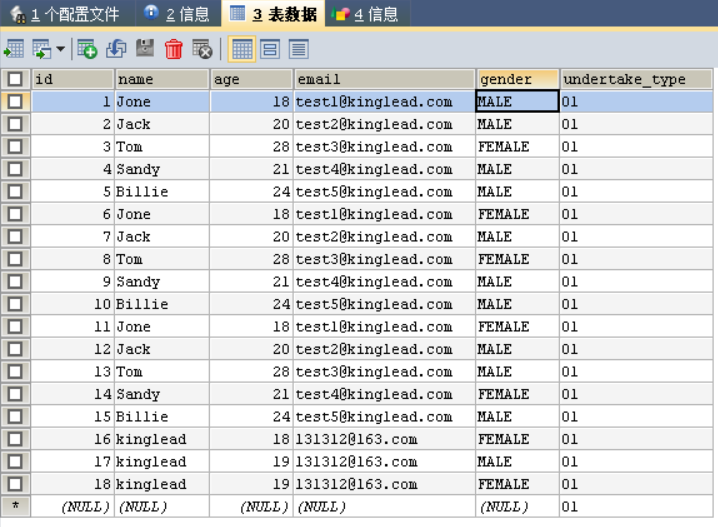 1 个配置文件 2 信息 3 表数据 4 信息
id name age email gender undertake_type
1 Jone 18 test1@kinglead.com MALE 01
2 Jack 20 test2@kinglead.com MALE 01
3 Tom 28 test3@kinglead.com FEMALE 01
4 Sandy 21 test4@kinglead.com MALE 01
5 Billie 24 test5@kinglead.com MALE 01
6 Jone 18 test1@kinglead.com FEMALE 01
7 Jack 20 test2@kinglead.com MALE 01
8 Tom 28 test3@kinglead.com FEMALE 01
9 Sandy 21 test4@kinglead.com MALE 01
10 Billie 24 test5@kinglead.com MALE 01
11 Jone 18 test1@kinglead.com FEMALE 01
12 Jack 20 test2@kinglead.com MALE 01
13 Tom 28 test3@kinglead.com MALE 01
14 Sandy 21 test4@kinglead.com FEMALE 01
15 Billie 24 test5@kinglead.com MALE 01
16 kinglead 18 131312@163.com FEMALE 01
17 kinglead 19 131312@163.com MALE 01
18 kinglead 19 131312@163.com FEMALE 01
* (NULL) (NULL) (NULL) (NULL) (NULL) 01